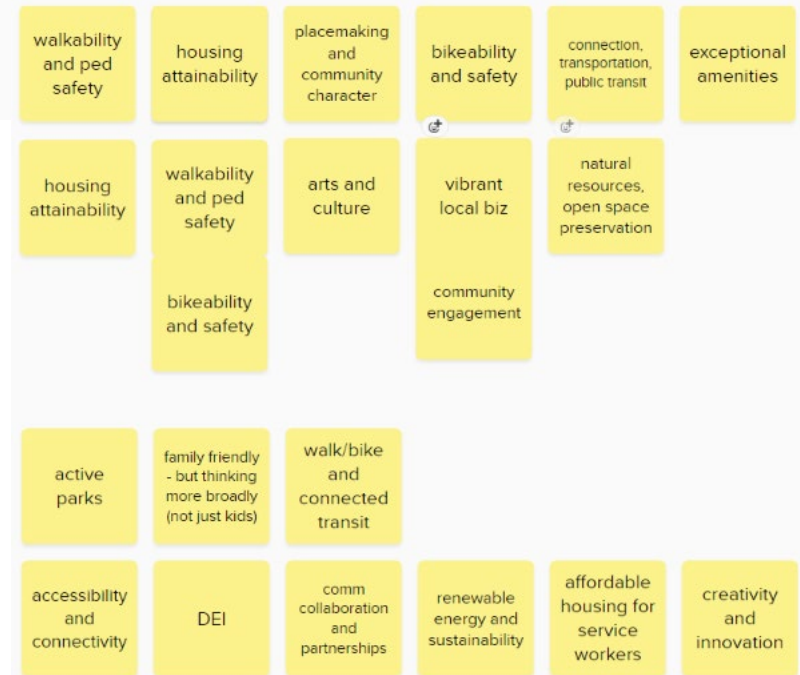 walkability
and ped
safety
housing
attainability
placemaking
and
community
character
bikeability
and safety
connection,
transportation,
public transit
exceptional
amenities
housing
attainability
walkability
and ped
safety
arts and
culture
vibrant
local biz
natural
resources,
open space
preservation
bikeability
and safety
community
engagement
active
parks
family friendly
- but thinking
more broadly
(not just kids)
walk/bike
and
connected
transit
accessibility
and
connectivity
DEI
comm
collaboration
and
partnerships
renewable
energy and
sustainability
affordable
housing for
service
workers
creativity
and
innovation